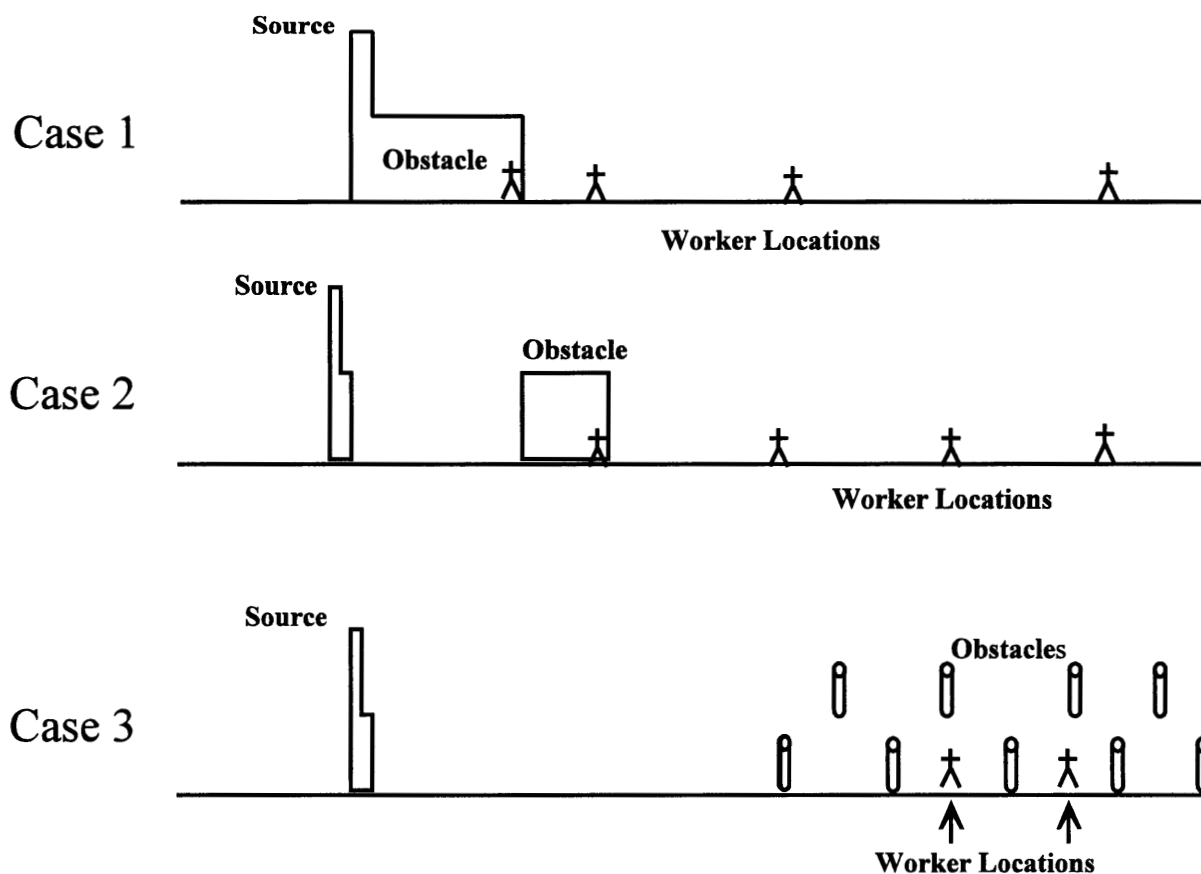 Source
Case 1
Obstacle
Worker Locations
Source
Obstacle
Case 2
Worker Locations
Source
Obstacles
Case 3
Worker Locations